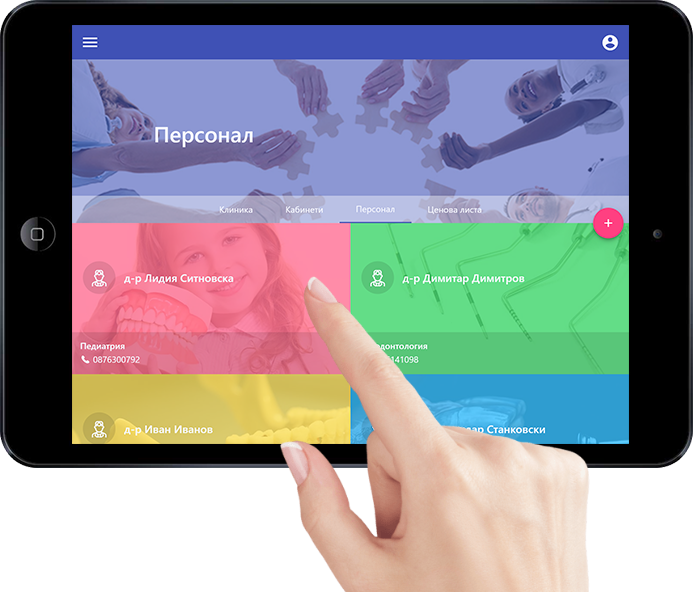 Персонал
Клиника
Кабинети
Персонал
Ценова листа
+
д-р Лидия Ситновска
д-р Димитар Димитров
Педиатрия
0876300792
141098
д-р Иван Иванов
Станковски